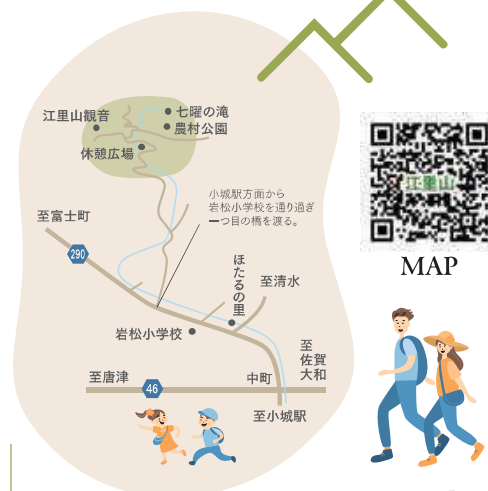 江里山観音
七曜の滝
農村公園
休憩広場
小城駅方面から
岩松小学校を通り過ぎ
一つ目の橋を渡る。
至富士町
290
ほたるの里
至清水
岩松小学校
至佐賀大和
至唐津
46
中町
至小城駅
江里山
MAP